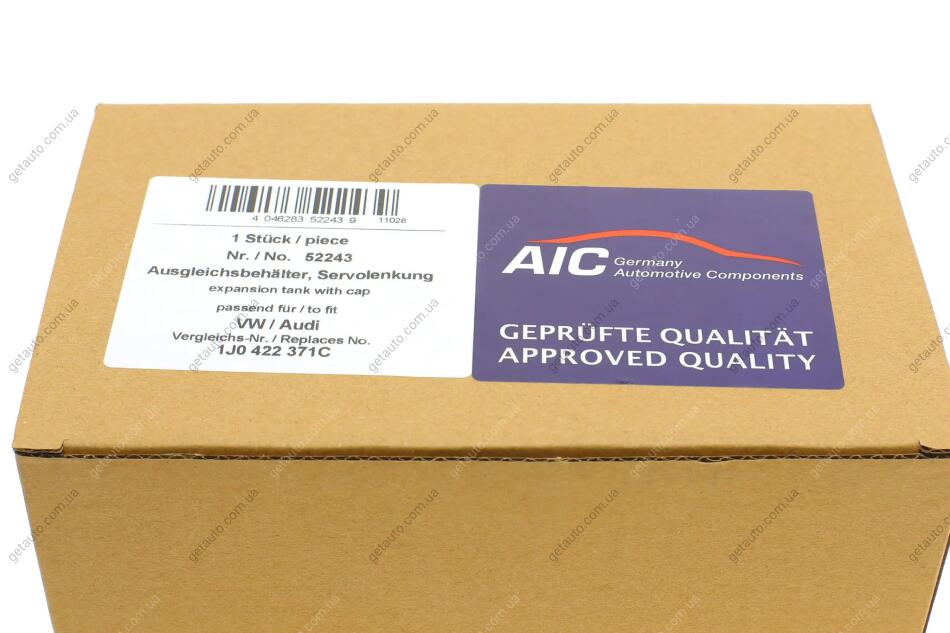 4 046283 52243 9 11028
1 Stück / piece
Nr. / No. 52243
Ausgleichsbehälter, Servolenkung
expansion tank with cap
passend für / to fit
VW / Audi
Vergleichs-Nr. / Replaces No.
1J0 422 371C
AIC Germany
Automotive Components
GEPRÜFTE QUALITÄT
APPROVED QUALITY
getauto.com.ua